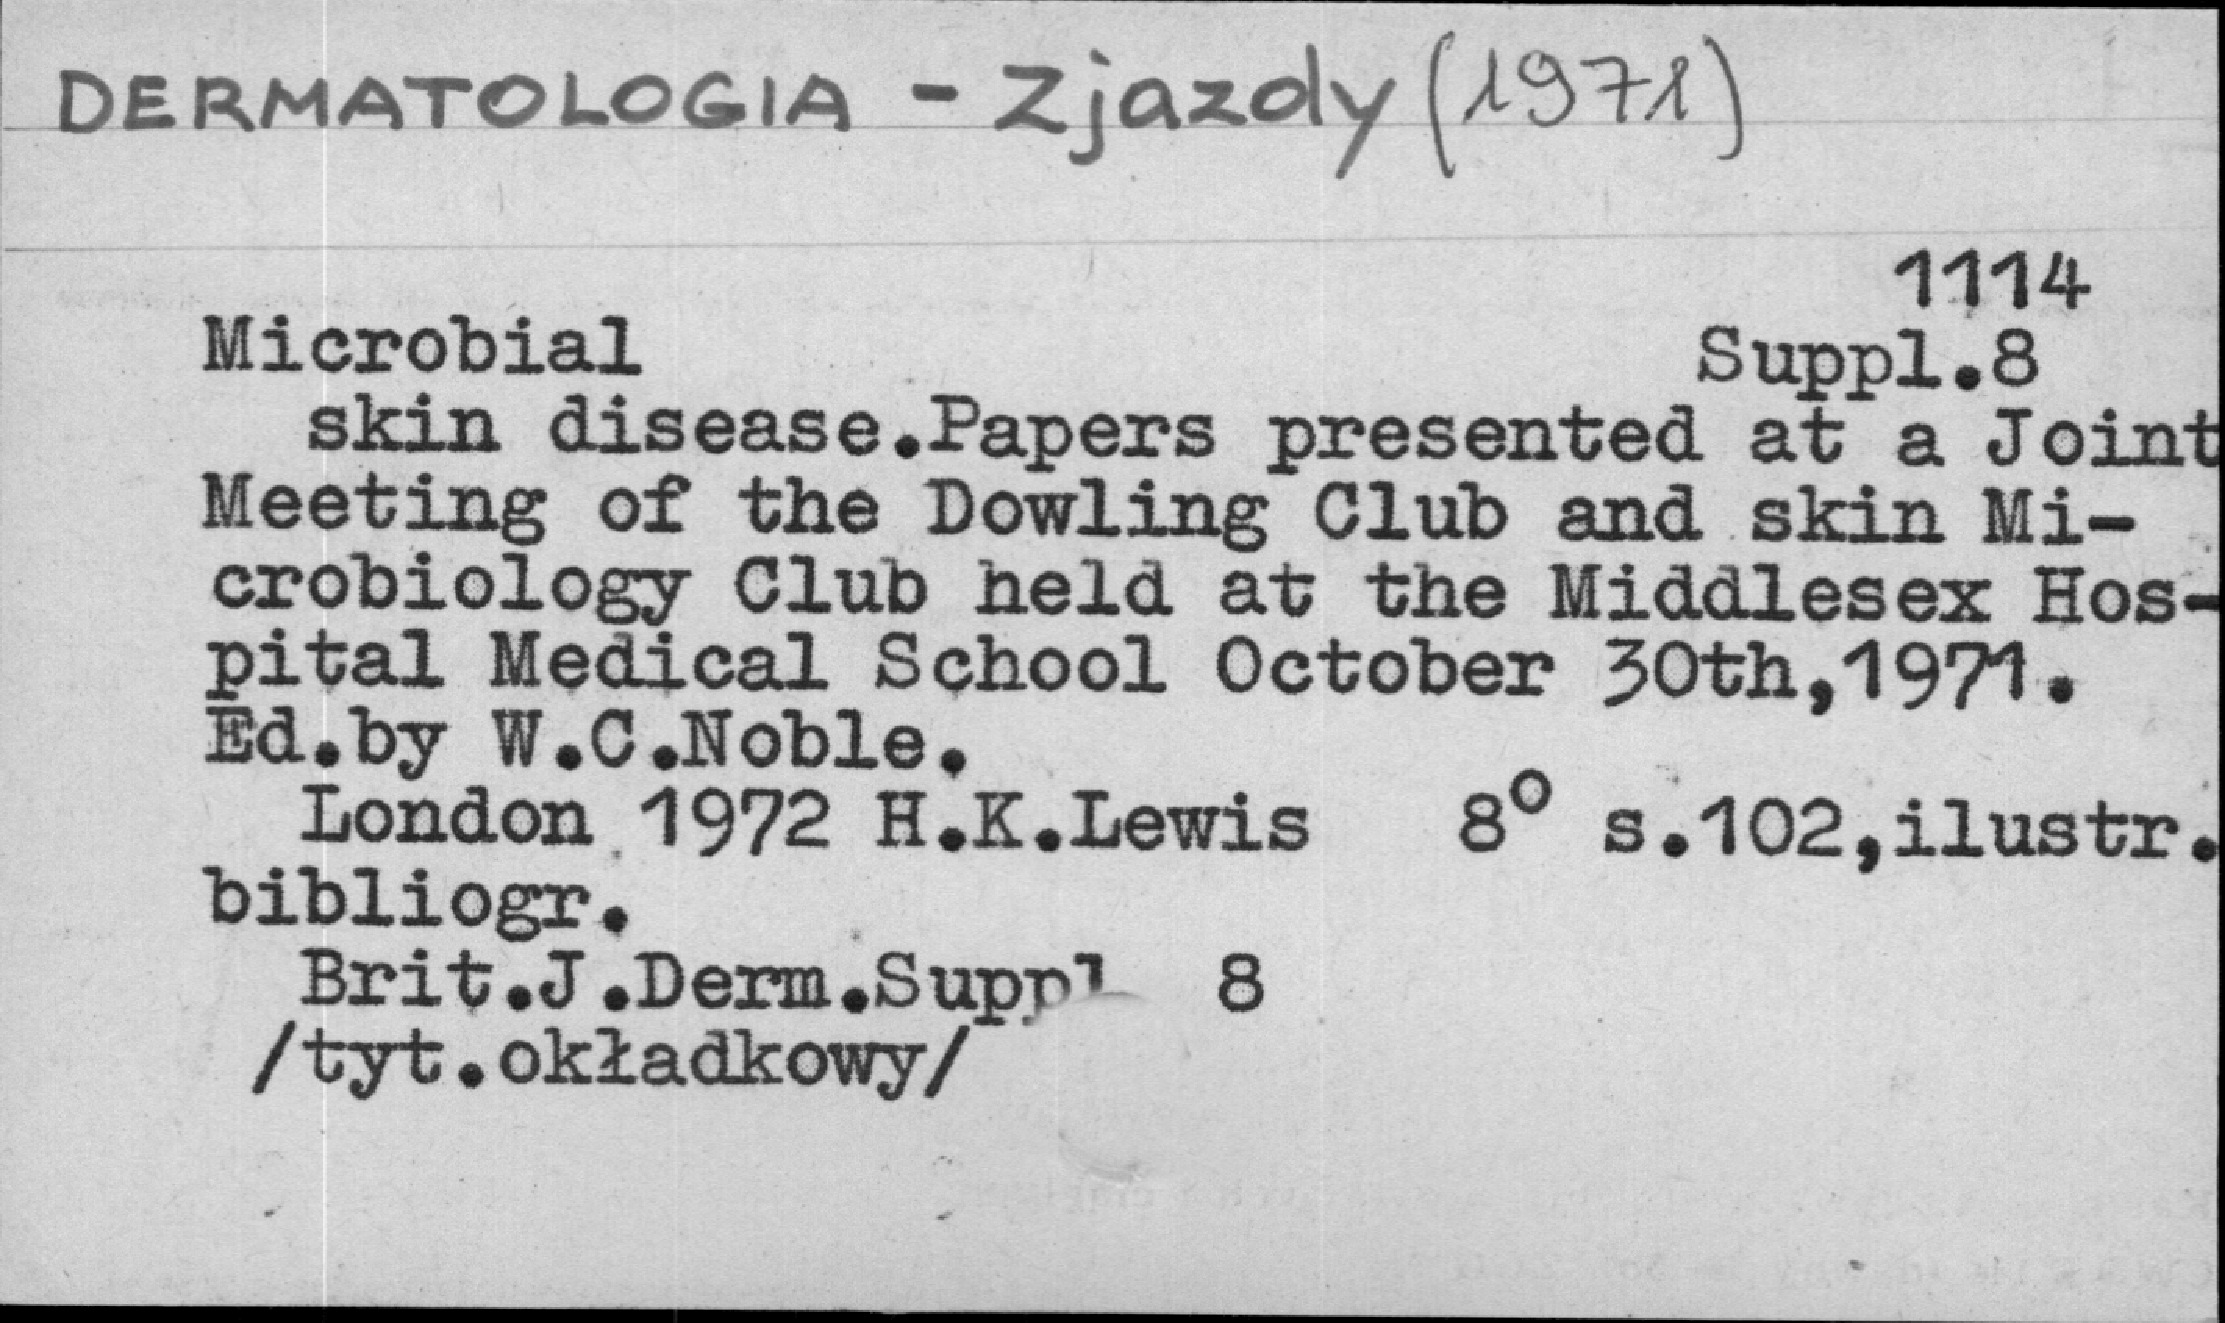 DERMATOLOGIA - Zjazdy (1971)
1114
Microbial Suppl.8
skin disease.Papers presented at a Joint
Meeting of the Dowling Club and skin Mi-
crobiology Club held at the Middlesex Hos-
pital Medical School October 30th,1971.
Ed.by W.C.Noble.
London 1972 H.K.Lewis 8° s.102,ilustr.
bibliogr.
Brit.J.Derm.Suppl 8
/tyt.okładkowy/